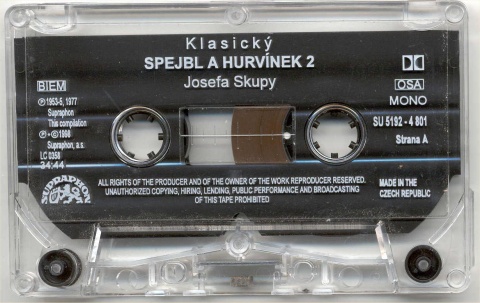 Klasický
SPEJBL A HURVÍNEK 2
Josefa Skupy
BIEM
OSA
MONO
℗ 1953-5, 1977
Supraphon
This compilation
℗ + © 1998
Supraphon, a.s.
LC 0358
34:44
SUPRAPHON
SU 5192 - 4 801
Strana A
ALL RIGHTS OF THE PRODUCER AND OF THE OWNER OF THE WORK REPRODUCER RESERVED.
UNAUTHORIZED COPYING, HIRING, LENDING, PUBLIC PERFORMANCE AND BROADCASTING
OF THIS TAPE PROHIBITED
MADE IN THE
CZECH REPUBLIC